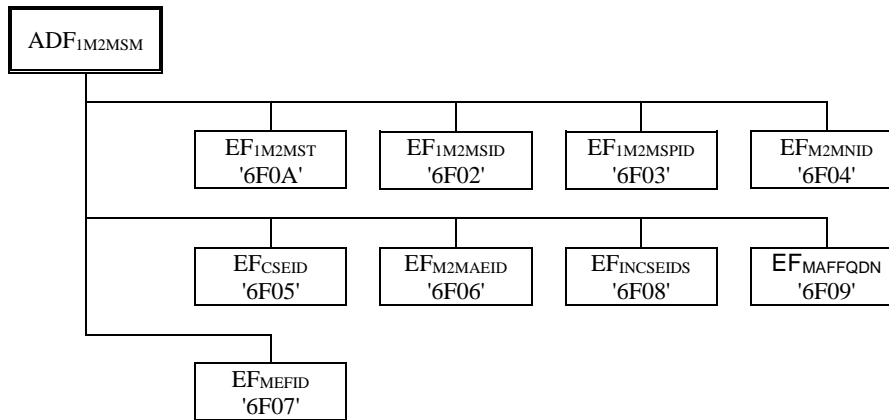 ADF1M2MSM
EF1M2MST
'6F0A'
EF1M2MSID
'6F02'
EF1M2MSPID
'6F03'
EFM2MNID
'6F04'
EFCSEID
'6F05'
EFM2MAEID
'6F06'
EFINCSEIDS
'6F08'
EFMAFFQDN
'6F09'
EFMEFID
'6F07'